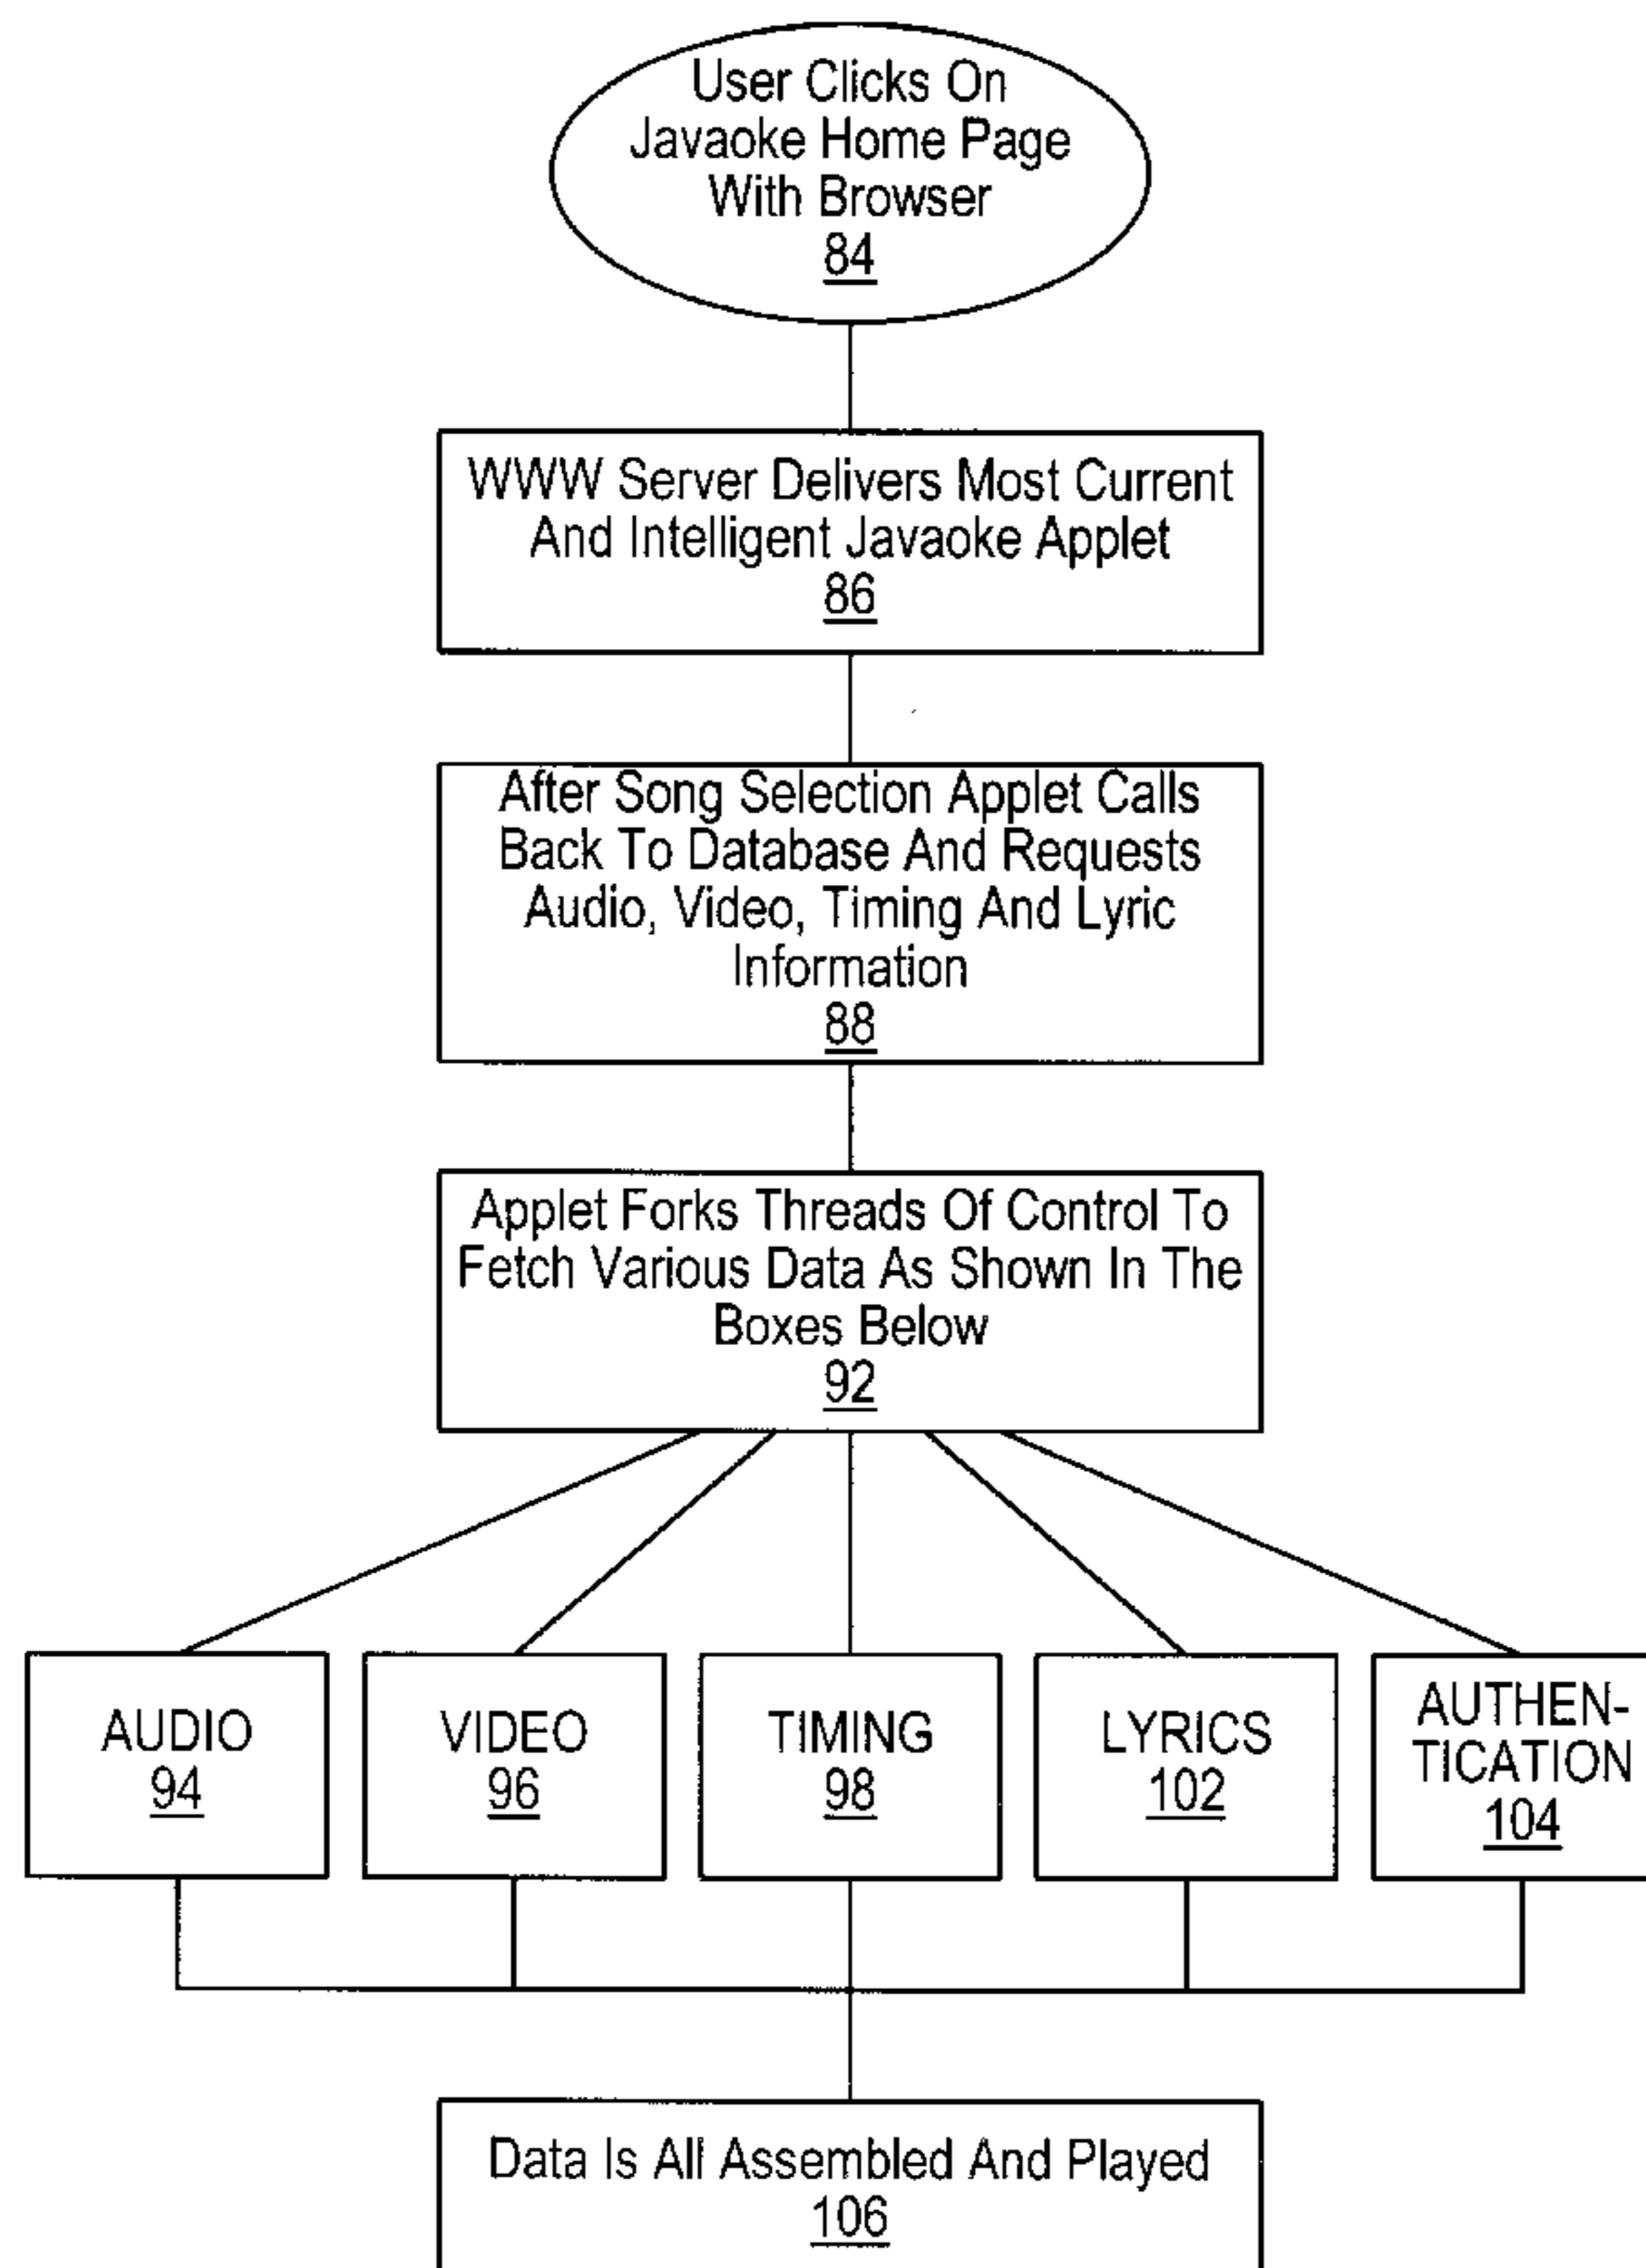 User Clicks On
Javaoke Home Page
With Browser
84
WWW Server Delivers Most Current
And Intelligent Javaoke Applet
86
After Song Selection Applet Calls
Back To Database And Requests
Audio, Video, Timing And Lyric
Information
88
Applet Forks Threads Of Control To
Fetch Various Data As Shown In The
Boxes Below
92
AUDIO
94
VIDEO
96
TIMING
98
LYRICS
102
AUTHEN-
TICATION
104
Data Is All Assembled And Played
106